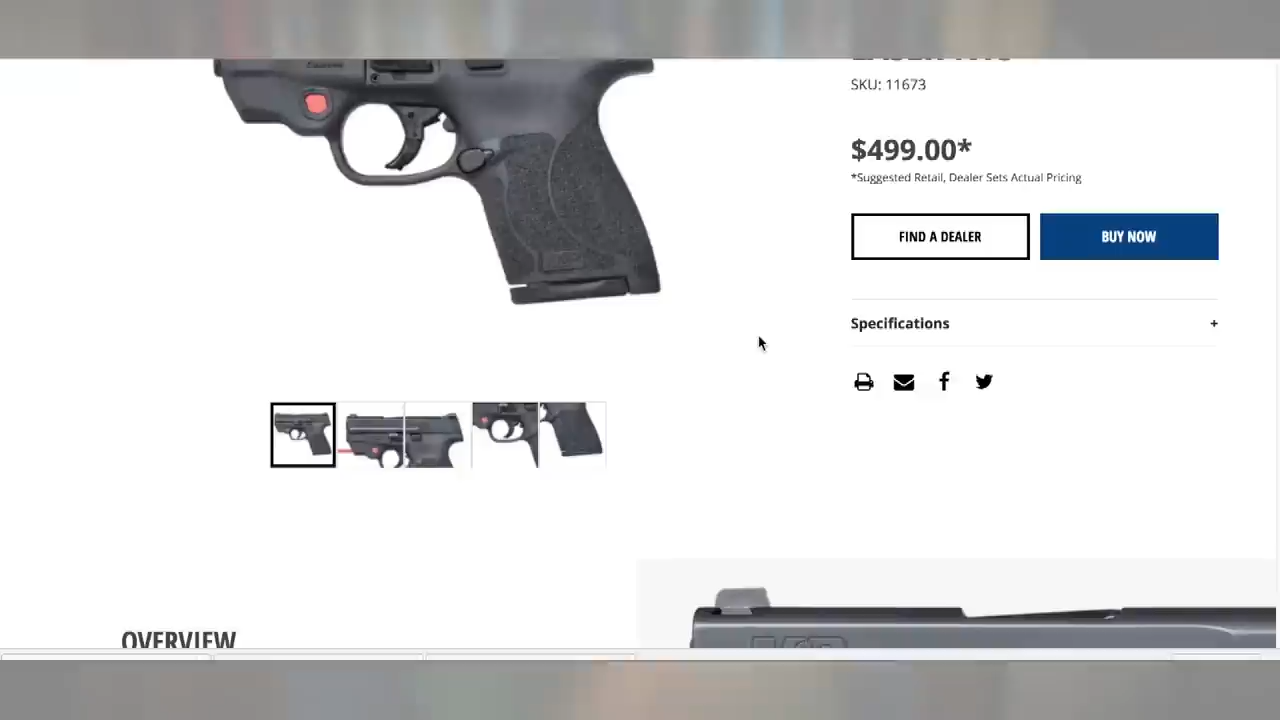 SKU: 11673
$499.00*
*Suggested Retail, Dealer Sets Actual Pricing
FIND A DEALER
BUY NOW
Specifications
+
OVERVIEW